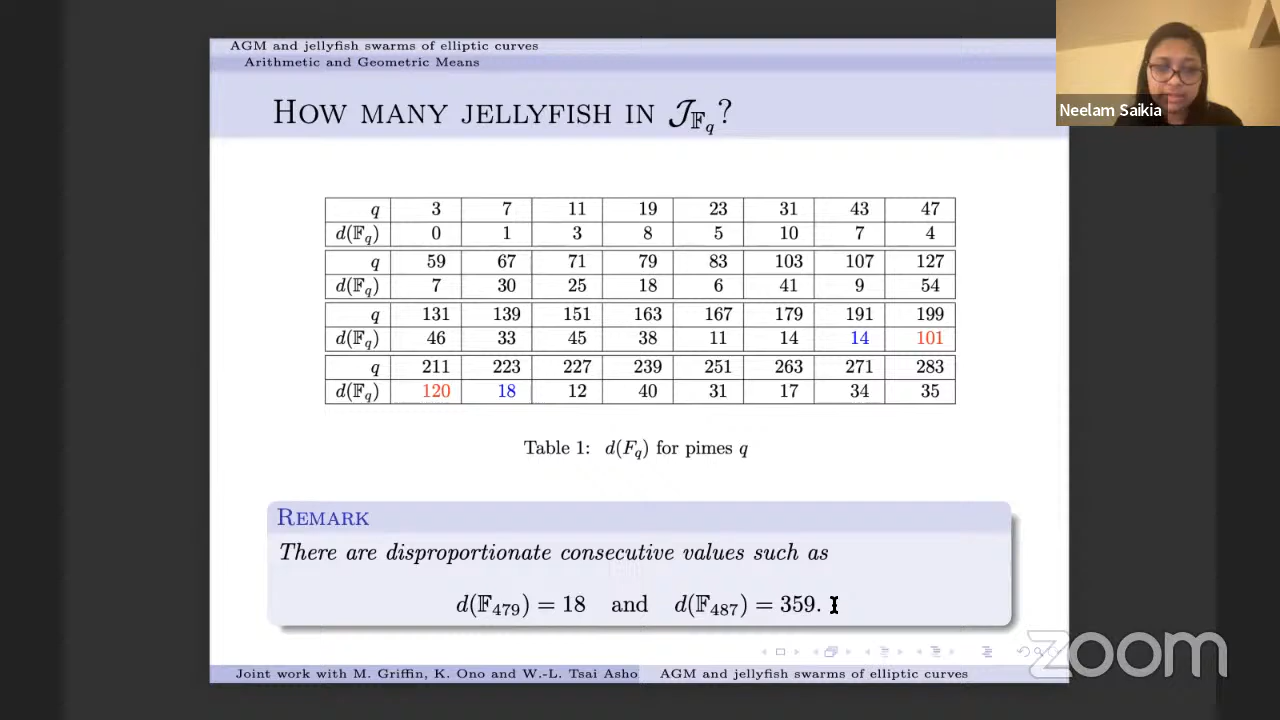 AGM and jellyfish swarms of elliptic curves
Arithmetic and Geometric Means
How many jellyfish in 𝒥_{𝔽_q}?
Neelam Saikia
q 3 7 11 19 23 31 43 47
d(𝔽_q) 0 1 3 8 5 10 7 4
q 59 67 71 79 83 103 107 127
d(𝔽_q) 7 30 25 18 6 41 9 54
q 131 139 151 163 167 179 191 199
d(𝔽_q) 46 33 45 38 11 14 14 101
q 211 223 227 239 251 263 271 283
d(𝔽_q) 120 18 12 40 31 17 34 35
Table 1: d(F_q) for pimes q
Remark
There are disproportionate consecutive values such as
d(𝔽_479) = 18 and d(𝔽_487) = 359.
zoom
Joint work with M. Griffin, K. Ono and W.-L. Tsai Asho AGM and jellyfish swarms of elliptic curves